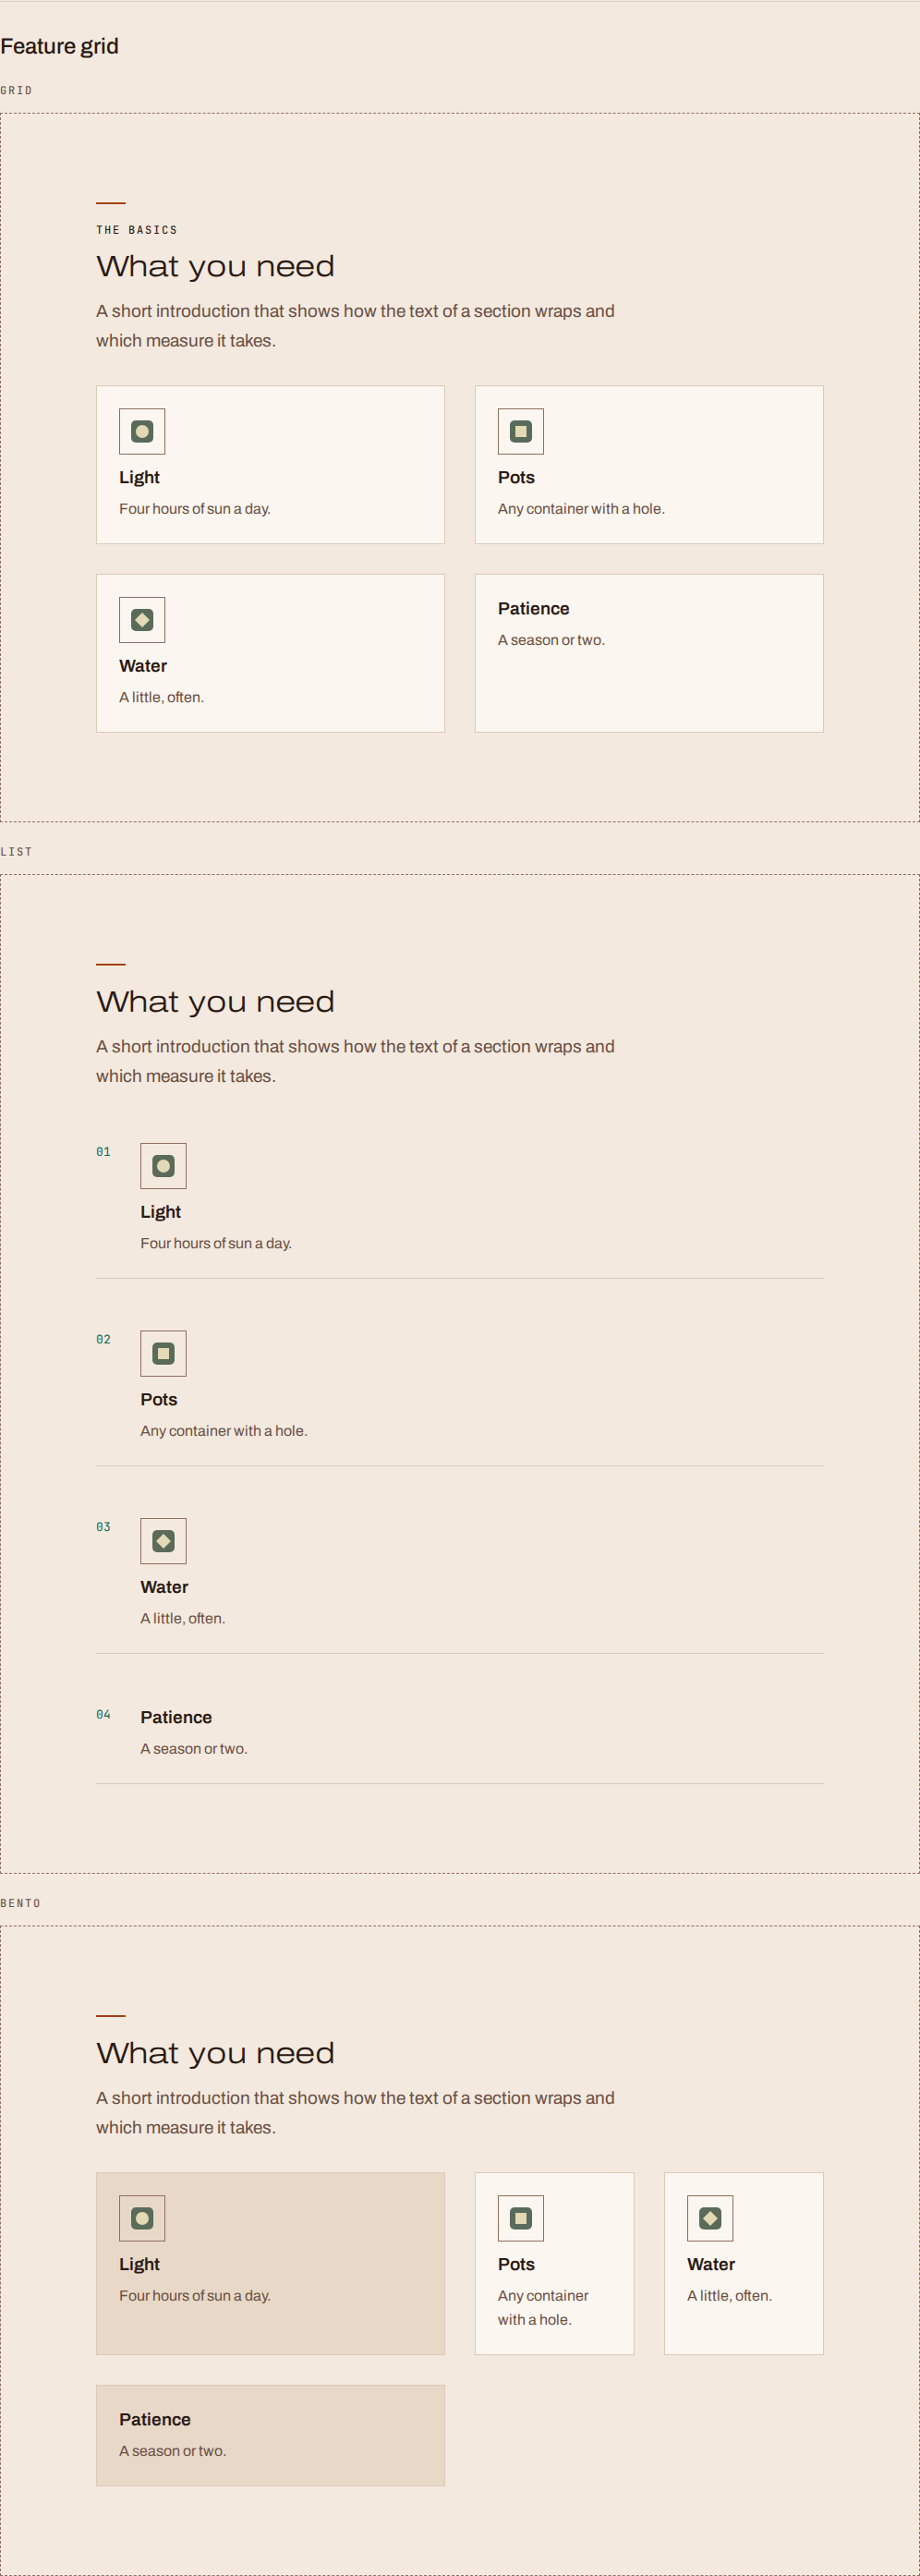 Feature grid
GRID
THE BASICS
What you need
A short introduction that shows how the text of a section wraps and
which measure it takes.
Light
Four hours of sun a day.
Pots
Any container with a hole.
Water
A little, often.
Patience
A season or two.
LIST
What you need
A short introduction that shows how the text of a section wraps and
which measure it takes.
01
Light
Four hours of sun a day.
02
Pots
Any container with a hole.
03
Water
A little, often.
04
Patience
A season or two.
BENTO
What you need
A short introduction that shows how the text of a section wraps and
which measure it takes.
Light
Four hours of sun a day.
Pots
Any container
with a hole.
Water
A little, often.
Patience
A season or two.